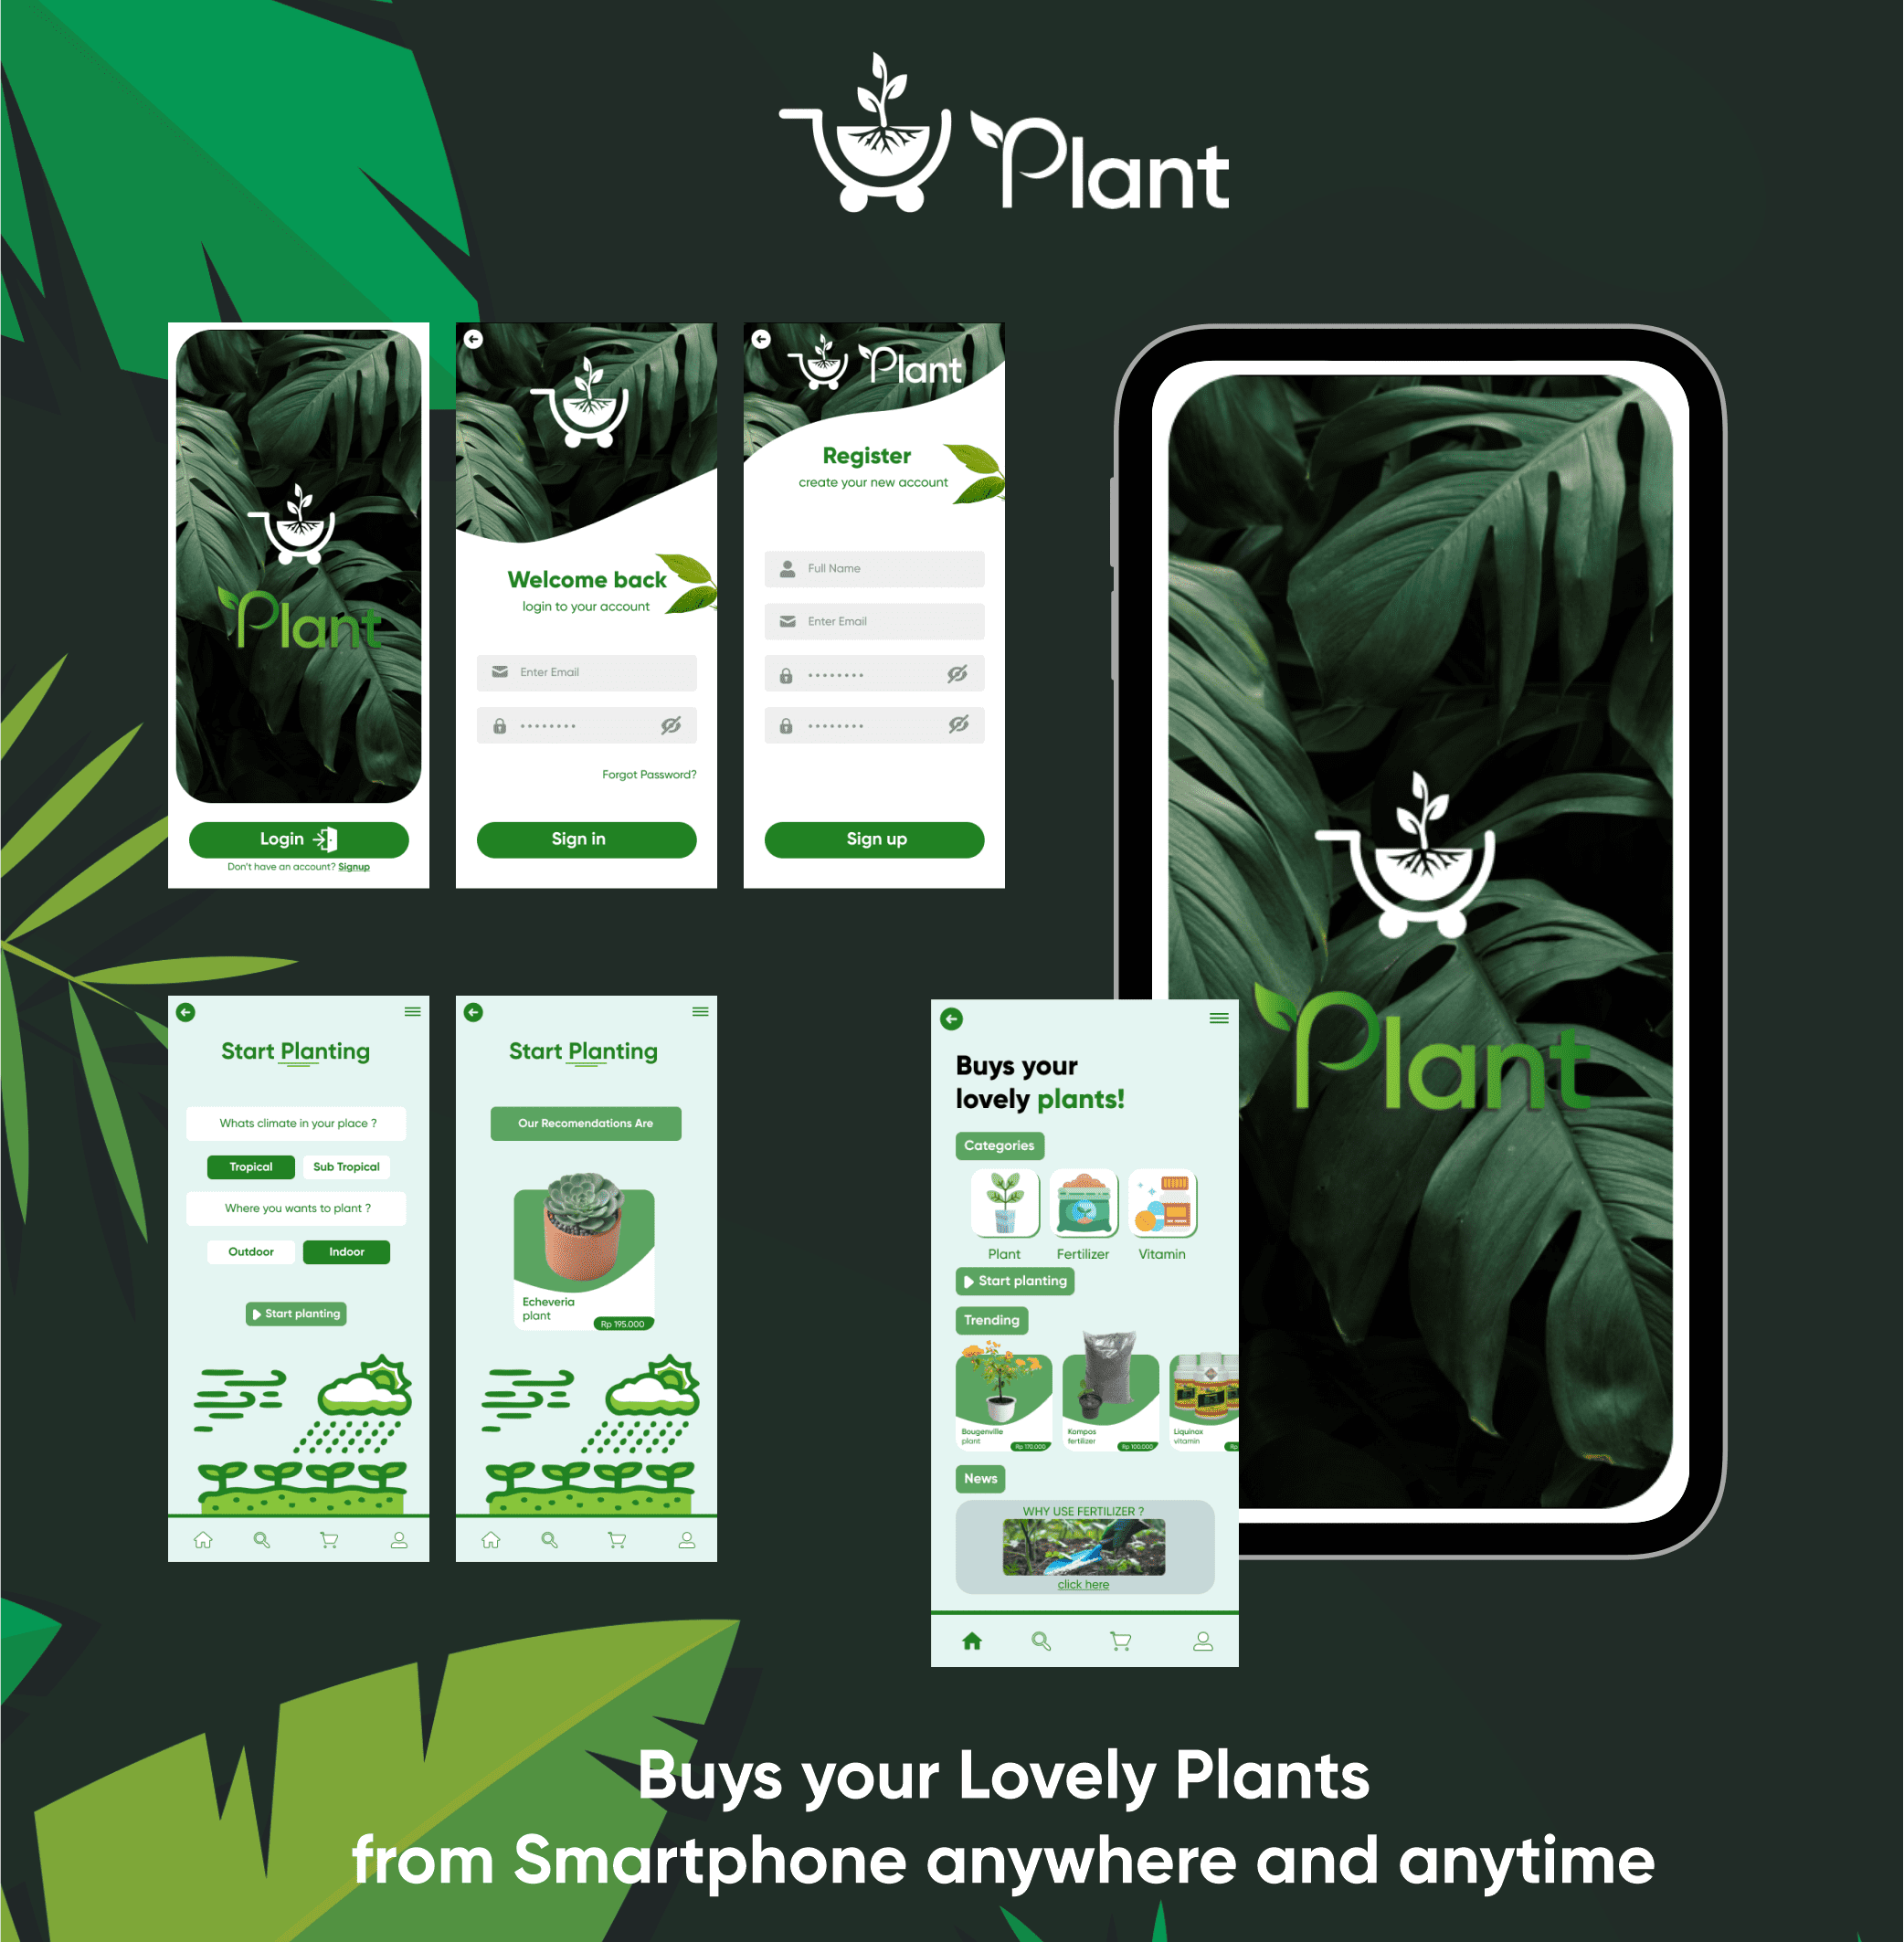 Plant
Plant
Login
Don't have an account? Signup
Welcome back
login to your account
Enter Email
Forgot Password?
Sign in
Plant
Register
create your new account
Full Name
Enter Email
Sign up
Plant
Start Planting
Whats climate in your place ?
Tropical
Sub Tropical
Where you wants to plant ?
Outdoor
Indoor
Start planting
Start Planting
Our Recomendations Are
Echeveria
plant
Rp 195.000
Buys your
lovely plants!
Categories
Plant
Fertilizer
Vitamin
Start planting
Trending
Bougenville
plant
Rp 170.000
Kompos
fertilizer
Rp 100.000
Liquinox
vitamin
Rp
News
WHY USE FERTILIZER ?
click here
Buys your Lovely Plants
from Smartphone anywhere and anytime